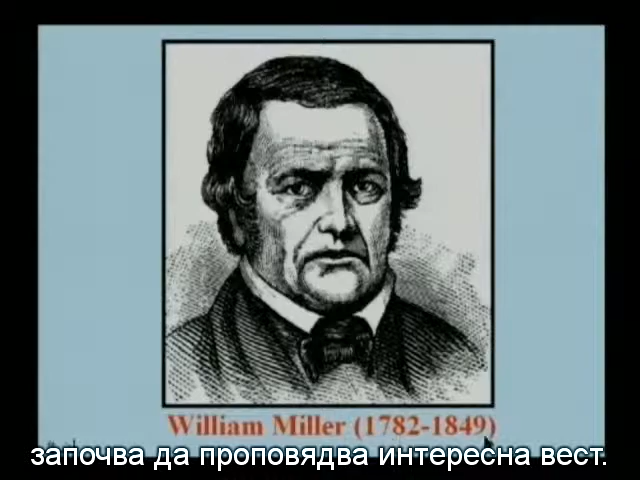 William Miller (1782-1849)
започва да проповядва интересна вест.